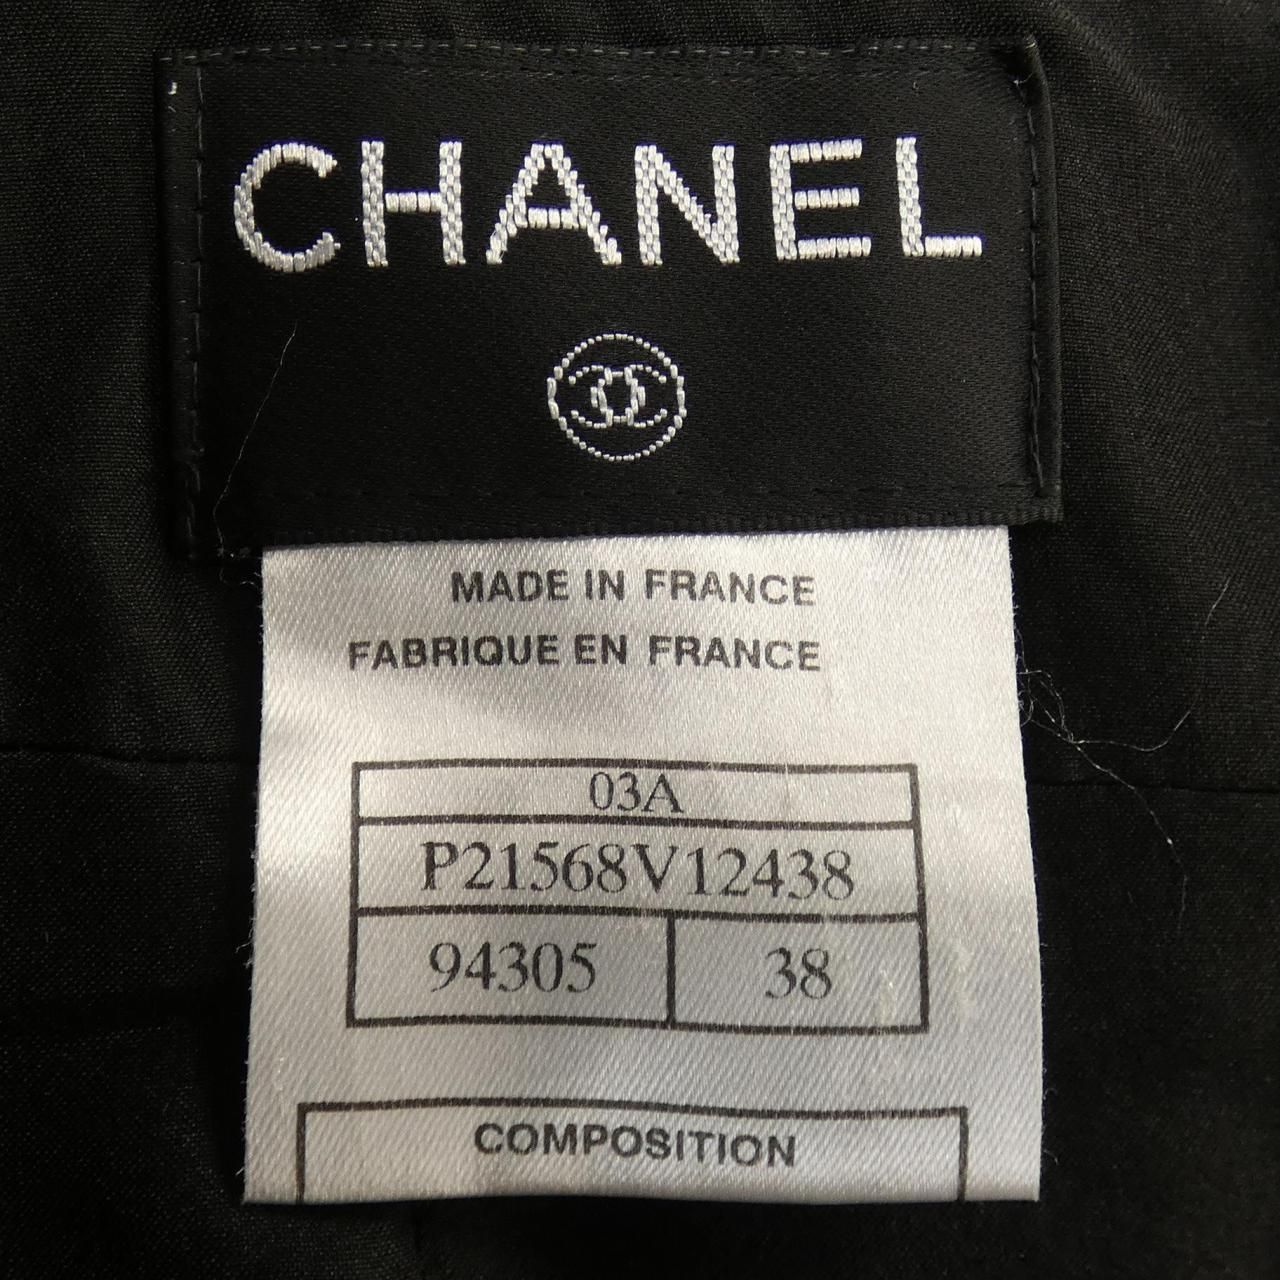 CHANEL
MADE IN FRANCE
FABRIQUE EN FRANCE
03A
P21568V12438
94305 38
COMPOSITION